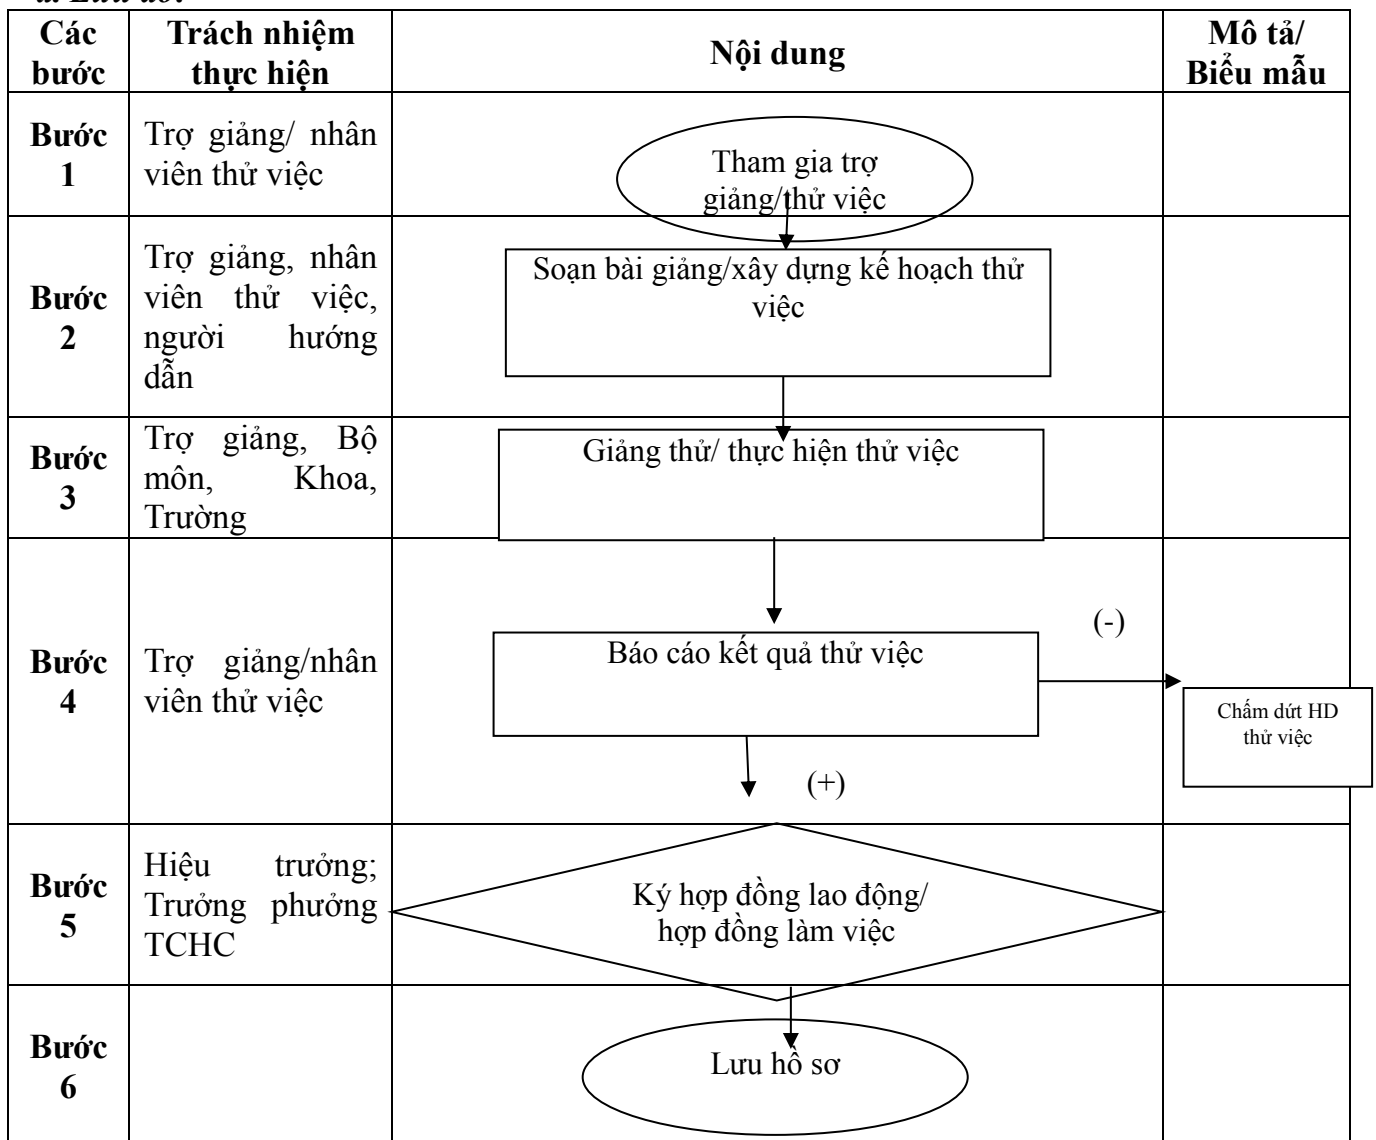 a. Lưu đồ:
Các
bước
Trách nhiệm
thực hiện
Nội dung
Mô tả/
Biểu mẫu
Bước
1
Trợ giảng/ nhân
viên thử việc
Tham gia trợ
giảng/thử việc
Bước
2
Trợ giảng, nhân
viên thử việc,
người hướng
dẫn
Soạn bài giảng/xây dựng kế hoạch thử
việc
Bước
3
Trợ giảng, Bộ
môn, Khoa,
Trường
Giảng thử/ thực hiện thử việc
Bước
4
Trợ giảng/nhân
viên thử việc
Báo cáo kết quả thử việc
(-)
Chấm dứt HD
thử việc
(+)
Bước
5
Hiệu trưởng;
Trưởng phưởng
TCHC
Ký hợp đồng lao động/
hợp đồng làm việc
Bước
6
Lưu hồ sơ